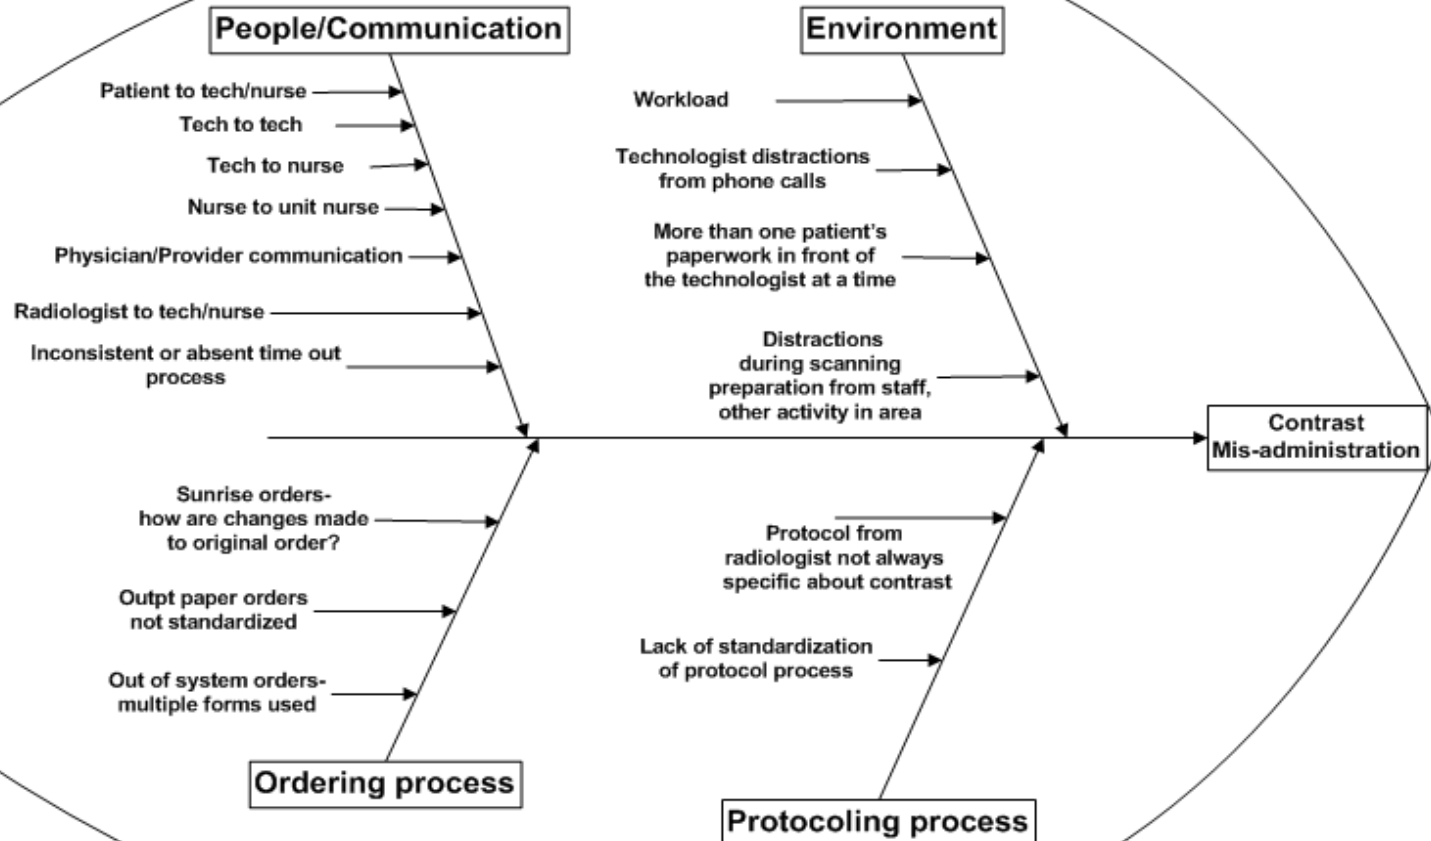 People/Communication
Patient to tech/nurse
Tech to tech
Tech to nurse
Nurse to unit nurse
Physician/Provider communication
Radiologist to tech/nurse
Inconsistent or absent time out
process
Environment
Workload
Technologist distractions
from phone calls
More than one patient's
paperwork in front of
the technologist at a time
Distractions
during scanning
preparation from staff,
other activity in area
Contrast
Mis-administration
Sunrise orders-
how are changes made
to original order?
Outpt paper orders
not standardized
Out of system orders-
multiple forms used
Ordering process
Protocol from
radiologist not always
specific about contrast
Lack of standardization
of protocol process
Protocoling process